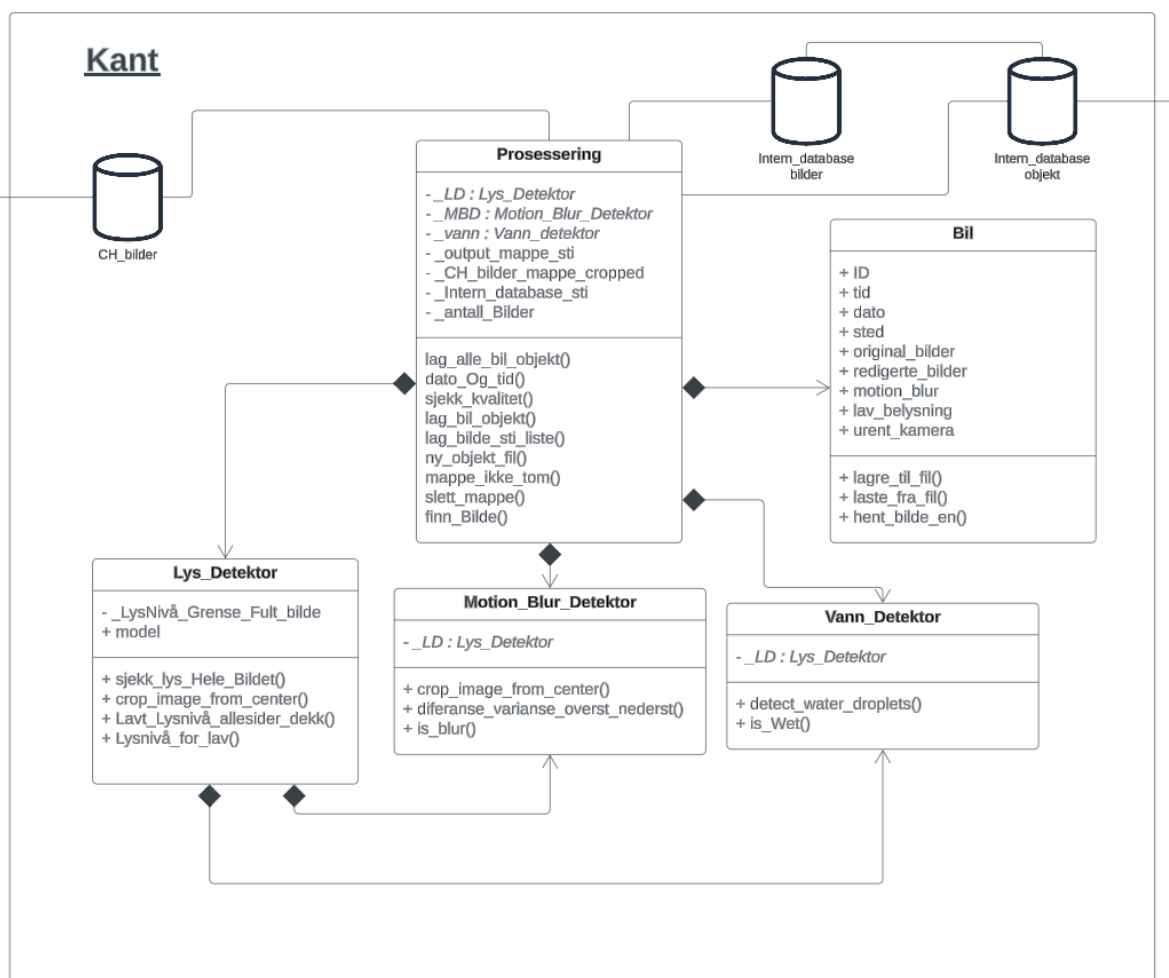 Kant
CH_bilder
Intern_database
bilder
Intern_database
objekt
Prosessering
- _LD : Lys_Detektor
- _MBD : Motion_Blur_Detektor
- _vann : Vann_detektor
- _output_mappe_sti
- _CH_bilder_mappe_cropped
- _Intern_database_sti
- _antall_Bilder
lag_alle_bil_objekt()
dato_Og_tid()
sjekk_kvalitet()
lag_bil_objekt()
lag_bilde_sti_liste()
ny_objekt_fil()
mappe_ikke_tom()
slett_mappe()
finn_Bilde()
Bil
+ ID
+ tid
+ dato
+ sted
+ original_bilder
+ redigerte_bilder
+ motion_blur
+ lav_belysning
+ urent_kamera
+ lagre_til_fil()
+ laste_fra_fil()
+ hent_bilde_en()
Lys_Detektor
- _LysNivå_Grense_Fult_bilde
+ model
+ sjekk_lys_Hele_Bildet()
+ crop_image_from_center()
+ Lavt_Lysnivå_allesider_dekk()
+ Lysnivå_for_lav()
Motion_Blur_Detektor
- _LD : Lys_Detektor
+ crop_image_from_center()
+ diferanse_varianse_overst_nederst()
+ is_blur()
Vann_Detektor
- _LD : Lys_Detektor
+ detect_water_droplets()
+ is_Wet()